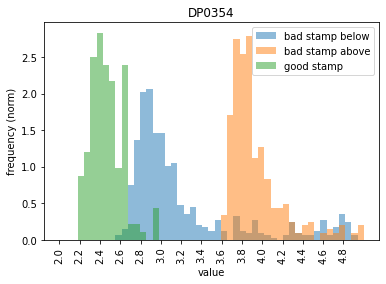 DP0354
bad stamp below
bad stamp above
good stamp
frequency (norm)
2.5
2.0
1.5
1.0
0.5
0.0
2.0 2.2 2.4 2.6 2.8 3.0 3.2 3.4 3.6 3.8 4.0 4.2 4.4 4.6 4.8
value